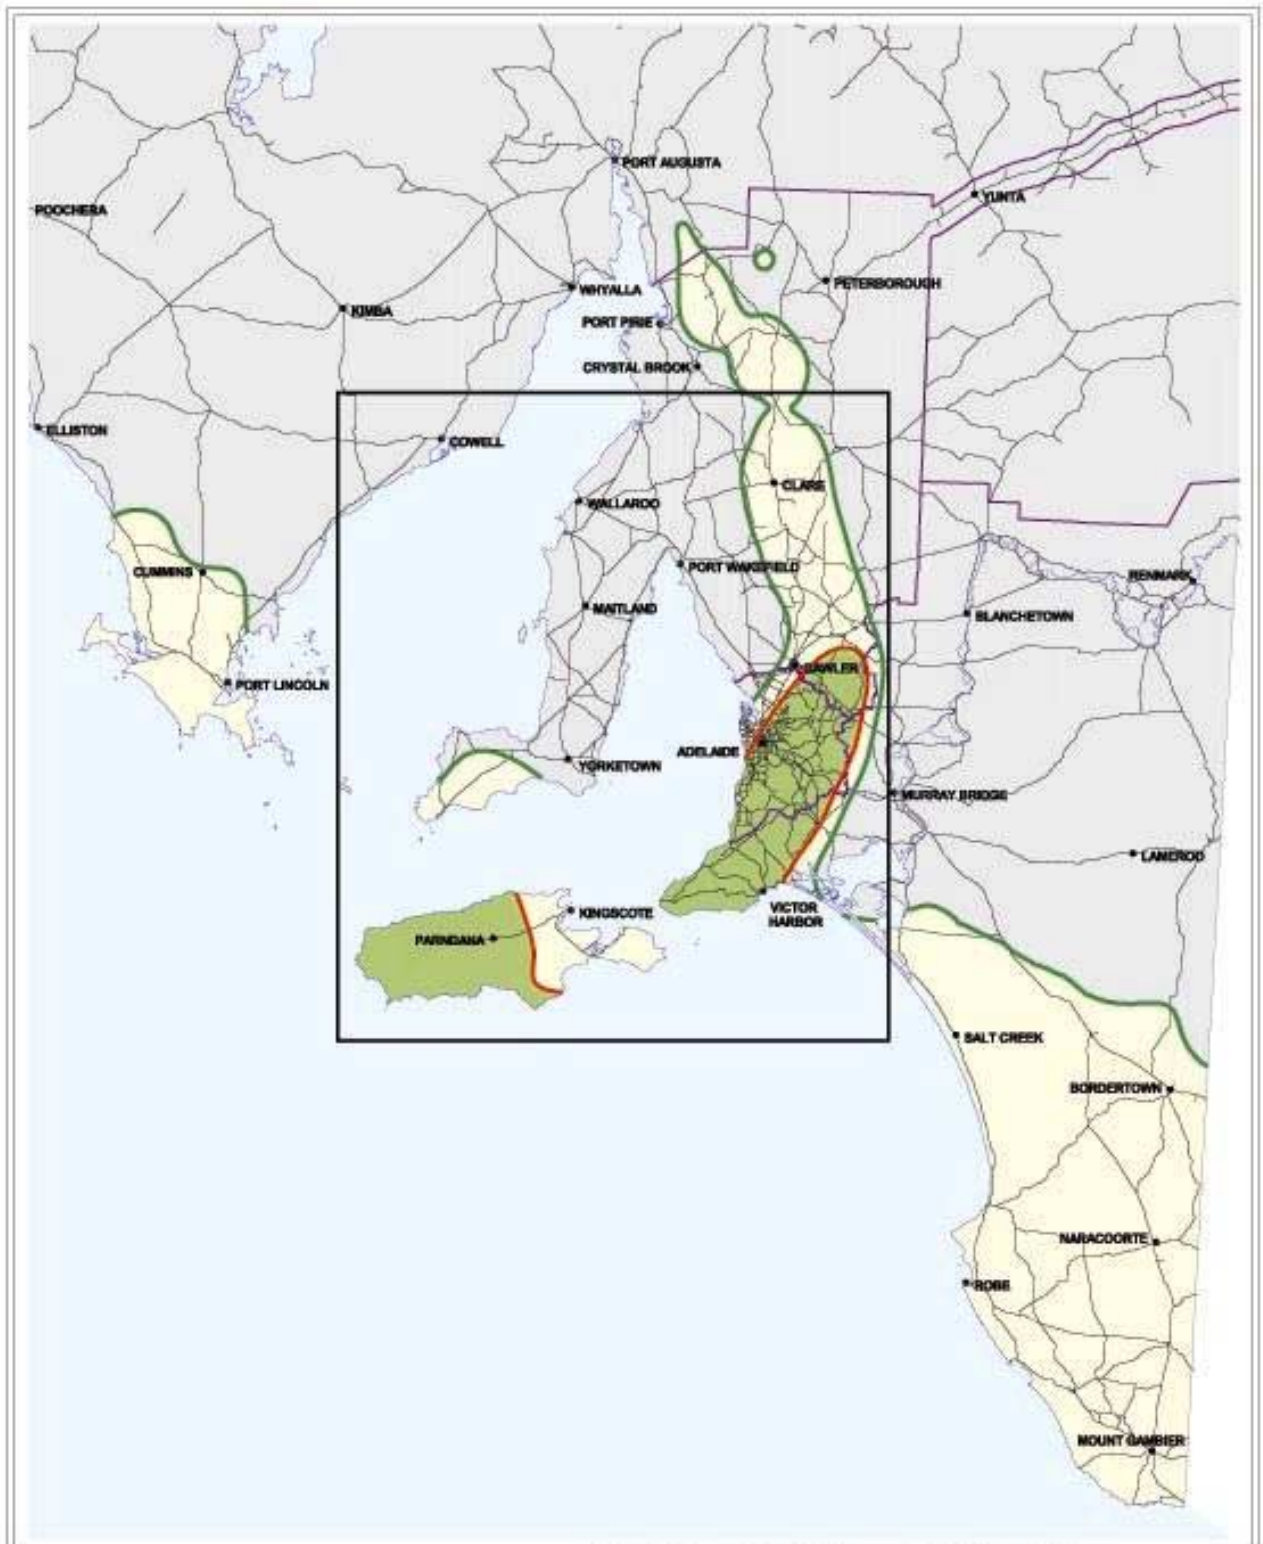 PORT AUGUSTA
YUNTA
POOCHERA
PETERBOROUGH
WHYALLA
KIMBA
PORT PIRIE
CRYSTAL BROOK
ELLISTON
COWELL
CLARE
WALLAROO
CUMMINS
PORT WAKEFIELD
RENMARK
MAITLAND
BLANCHETOWN
GAWLER
PORT LINCOLN
ADELAIDE
YORKETOWN
MURRAY BRIDGE
LAMEROO
KINGSCOTE
VICTOR
HARBOR
PARNDANA
SALT CREEK
BORDERTOWN
NARACOORTE
ROBE
MOUNT GAMBIER